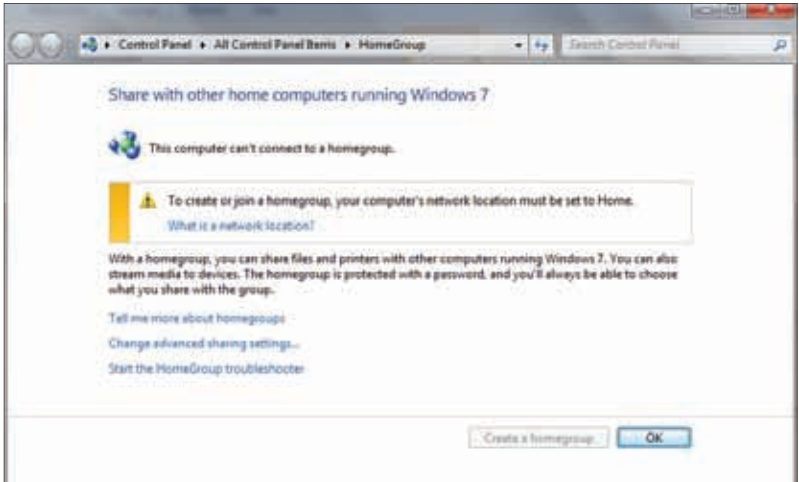 Control Panel ▸ All Control Panel Items ▸ HomeGroup
Search Control Panel
Share with other home computers running Windows 7
This computer can't connect to a homegroup.
To create or join a homegroup, your computer's network location must be set to Home.
What is a network location?
With a homegroup, you can share files and printers with other computers running Windows 7. You can also
stream media to devices. The homegroup is protected with a password, and you'll always be able to choose
what you share with the group.
Tell me more about homegroups
Change advanced sharing settings...
Start the HomeGroup troubleshooter
Create a homegroup
OK